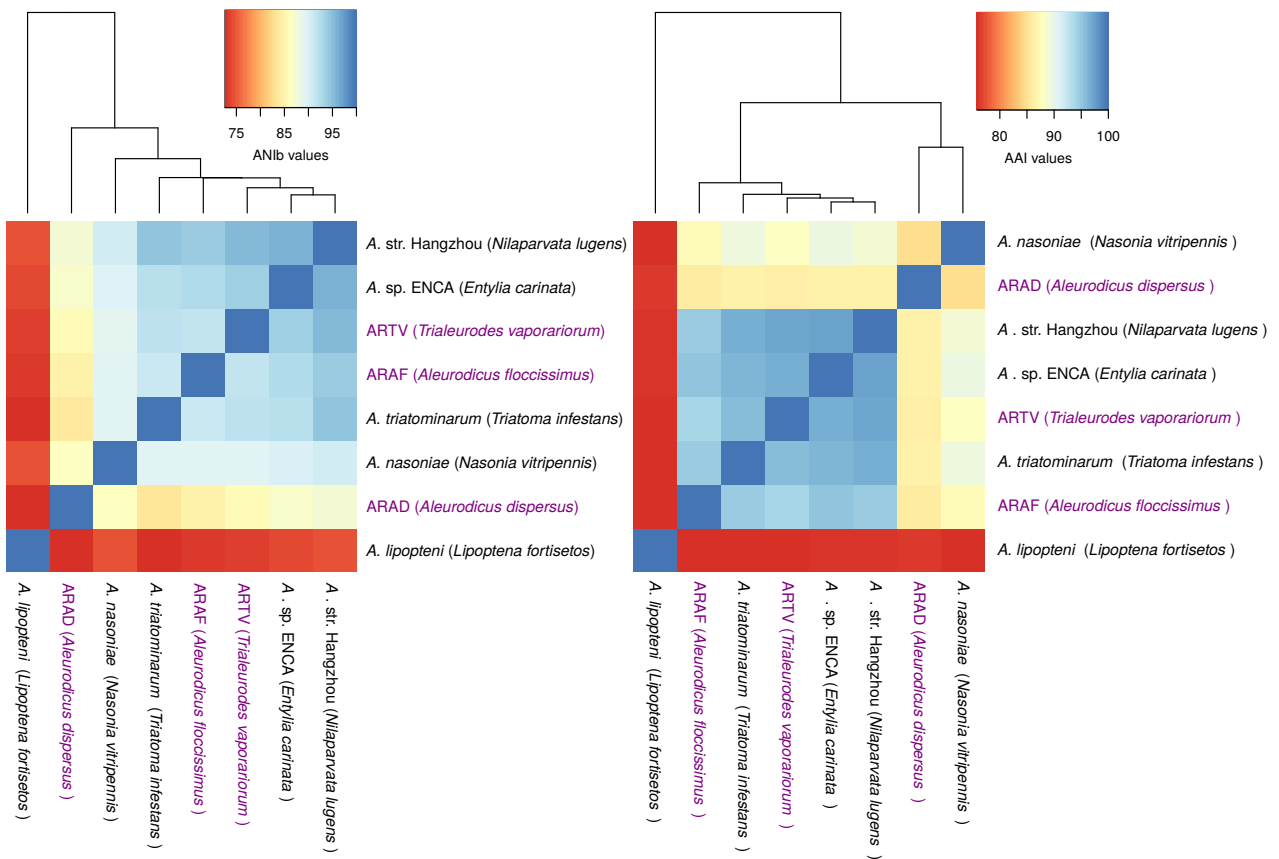 75 85 95
ANIb values
A. str. Hangzhou (Nilaparvata lugens)
A. sp. ENCA (Entylia carinata)
ARTV (Trialeurodes vaporariorum)
ARAF (Aleurodicus floccissimus)
A. triatominarum (Triatoma infestans)
A. nasoniae (Nasonia vitripennis)
ARAD (Aleurodicus dispersus)
A. lipopteni (Lipoptena fortisetos)
A. lipopteni (Lipoptena fortisetos )
ARAD (Aleurodicus dispersus )
A. nasoniae (Nasonia vitripennis )
A. triatominarum (Triatoma infestans )
ARAF (Aleurodicus floccissimus )
ARTV (Trialeurodes vaporariorum )
A . sp. ENCA (Entylia carinata )
A . str. Hangzhou (Nilaparvata lugens )
80 90 100
AAI values
A. nasoniae (Nasonia vitripennis )
ARAD (Aleurodicus dispersus )
A . str. Hangzhou (Nilaparvata lugens )
A . sp. ENCA (Entylia carinata )
ARTV (Trialeurodes vaporariorum )
A. triatominarum (Triatoma infestans )
ARAF (Aleurodicus floccissimus )
A. lipopteni (Lipoptena fortisetos )
A. lipopteni (Lipoptena fortisetos )
ARAF (Aleurodicus floccissimus )
A. triatominarum (Triatoma infestans )
ARTV (Trialeurodes vaporariorum )
A . sp. ENCA (Entylia carinata )
A . str. Hangzhou (Nilaparvata lugens )
ARAD (Aleurodicus dispersus )
A. nasoniae (Nasonia vitripennis )